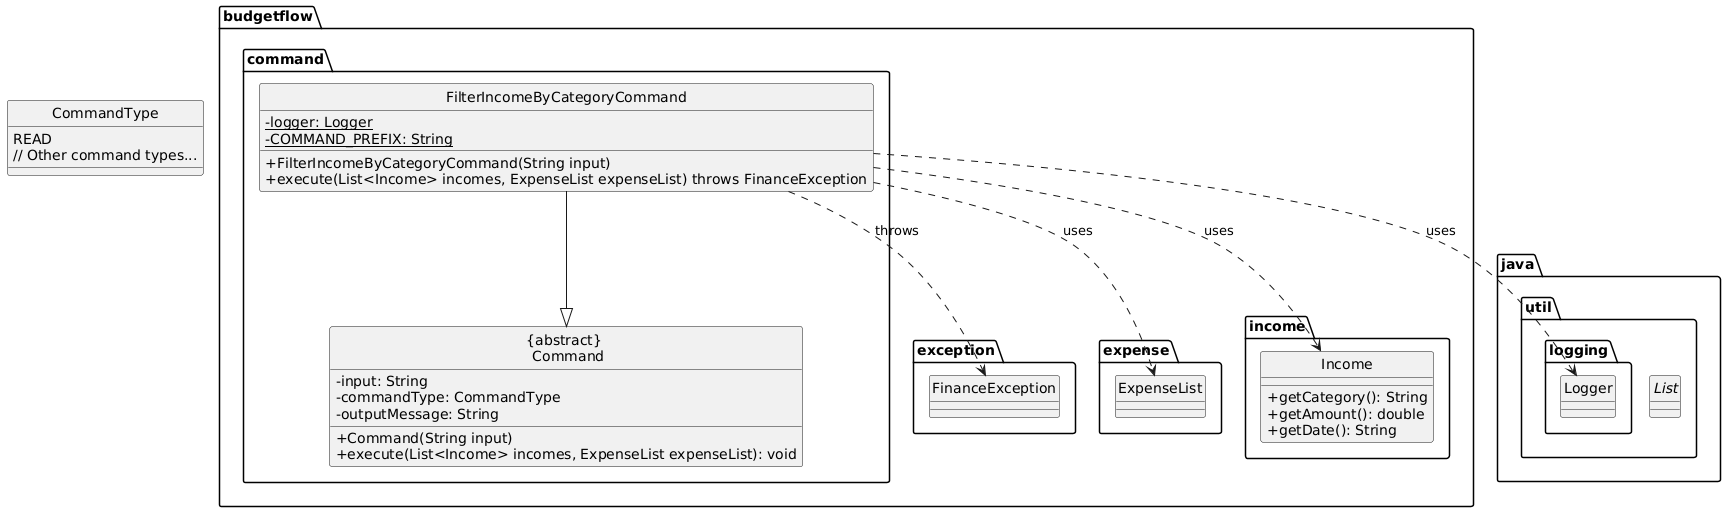 budgetflow
command
FilterIncomeByCategoryCommand
-logger: Logger
-COMMAND_PREFIX: String
+FilterIncomeByCategoryCommand(String input)
+execute(List<Income> incomes, ExpenseList expenseList) throws FinanceException
CommandType
READ
// Other command types...
throws
uses
uses
uses
{abstract}
Command
-input: String
-commandType: CommandType
-outputMessage: String
+Command(String input)
+execute(List<Income> incomes, ExpenseList expenseList): void
exception
FinanceException
expense
ExpenseList
income
Income
+getCategory(): String
+getAmount(): double
+getDate(): String
java
util
logging
Logger
List